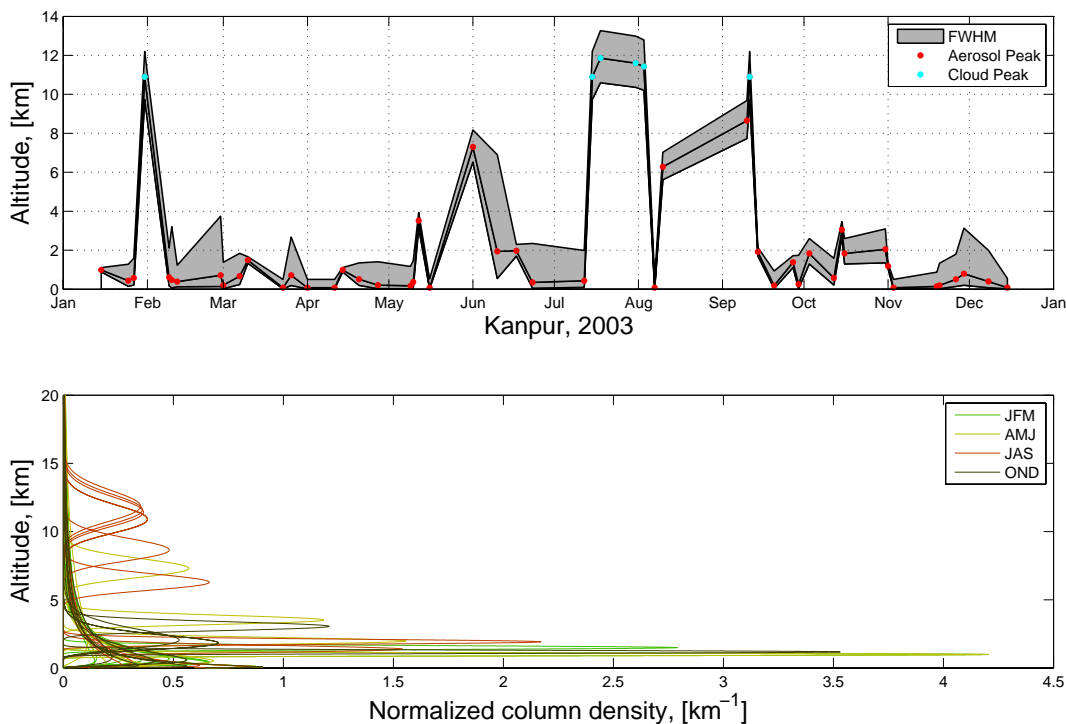 14
12
10
8
6
4
2
0
Altitude, [km]
FWHM
Aerosol Peak
Cloud Peak
Jan Feb Mar Apr May Jun Jul Aug Sep Oct Nov Dec Jan
Kanpur, 2003
20
15
10
5
0
Altitude, [km]
JFM
AMJ
JAS
OND
0 0.5 1 1.5 2 2.5 3 3.5 4 4.5
Normalized column density, [km⁻¹]